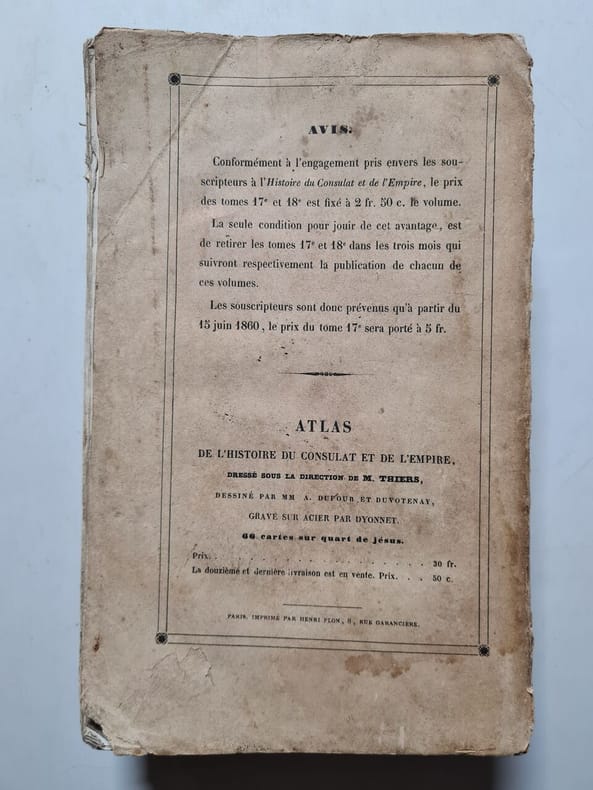 AVIS.
Conformément à l'engagement pris envers les sou-
scripteurs à l'Histoire du Consulat et de l'Empire, le prix
des tomes 17e et 18e est fixé à 2 fr. 50 c. le volume.
La seule condition pour jouir de cet avantage, est
de retirer les tomes 17e et 18e dans les trois mois qui
suivront respectivement la publication de chacun de
ces volumes.
Les souscripteurs sont donc prévenus qu'à partir du
15 juin 1860, le prix du tome 17e sera porté à 5 fr.
ATLAS
DE L'HISTOIRE DU CONSULAT ET DE L'EMPIRE,
DRESSÉ SOUS LA DIRECTION DE M. THIERS,
DESSINÉ PAR MM A. DUFOUR ET DUVOTENAY,
GRAVÉ SUR ACIER PAR DYONNET.
66 cartes sur quart de jésus.
Prix. . . . . . . . . . . . . . . . . . . . 30 fr.
La douzième et dernière livraison est en vente. Prix. . . 50 c.
PARIS. IMPRIMÉ PAR HENRI PLON, 8, RUE GARANCIÈRE.